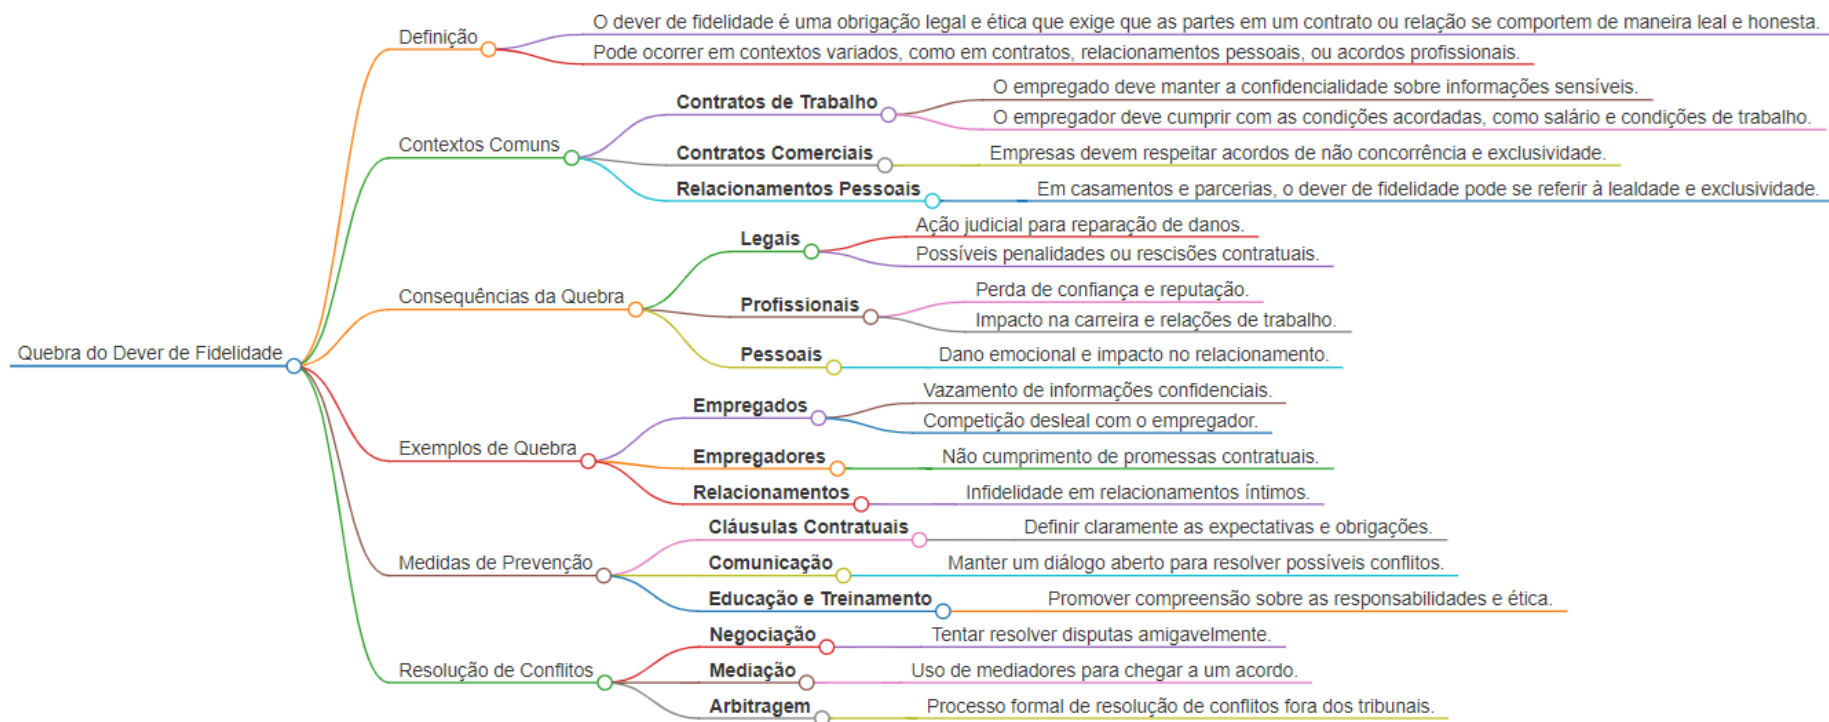 Quebra do Dever de Fidelidade
Definição
O dever de fidelidade é uma obrigação legal e ética que exige que as partes em um contrato ou relação se comportem de maneira leal e honesta.
Pode ocorrer em contextos variados, como em contratos, relacionamentos pessoais, ou acordos profissionais.
Contextos Comuns
Contratos de Trabalho
O empregado deve manter a confidencialidade sobre informações sensíveis.
O empregador deve cumprir com as condições acordadas, como salário e condições de trabalho.
Contratos Comerciais
Empresas devem respeitar acordos de não concorrência e exclusividade.
Relacionamentos Pessoais
Em casamentos e parcerias, o dever de fidelidade pode se referir à lealdade e exclusividade.
Consequências da Quebra
Legais
Ação judicial para reparação de danos.
Possíveis penalidades ou rescisões contratuais.
Profissionais
Perda de confiança e reputação.
Impacto na carreira e relações de trabalho.
Pessoais
Dano emocional e impacto no relacionamento.
Exemplos de Quebra
Empregados
Vazamento de informações confidenciais.
Competição desleal com o empregador.
Empregadores
Não cumprimento de promessas contratuais.
Relacionamentos
Infidelidade em relacionamentos íntimos.
Medidas de Prevenção
Cláusulas Contratuais
Definir claramente as expectativas e obrigações.
Comunicação
Manter um diálogo aberto para resolver possíveis conflitos.
Educação e Treinamento
Promover compreensão sobre as responsabilidades e ética.
Resolução de Conflitos
Negociação
Tentar resolver disputas amigavelmente.
Mediação
Uso de mediadores para chegar a um acordo.
Arbitragem
Processo formal de resolução de conflitos fora dos tribunais.